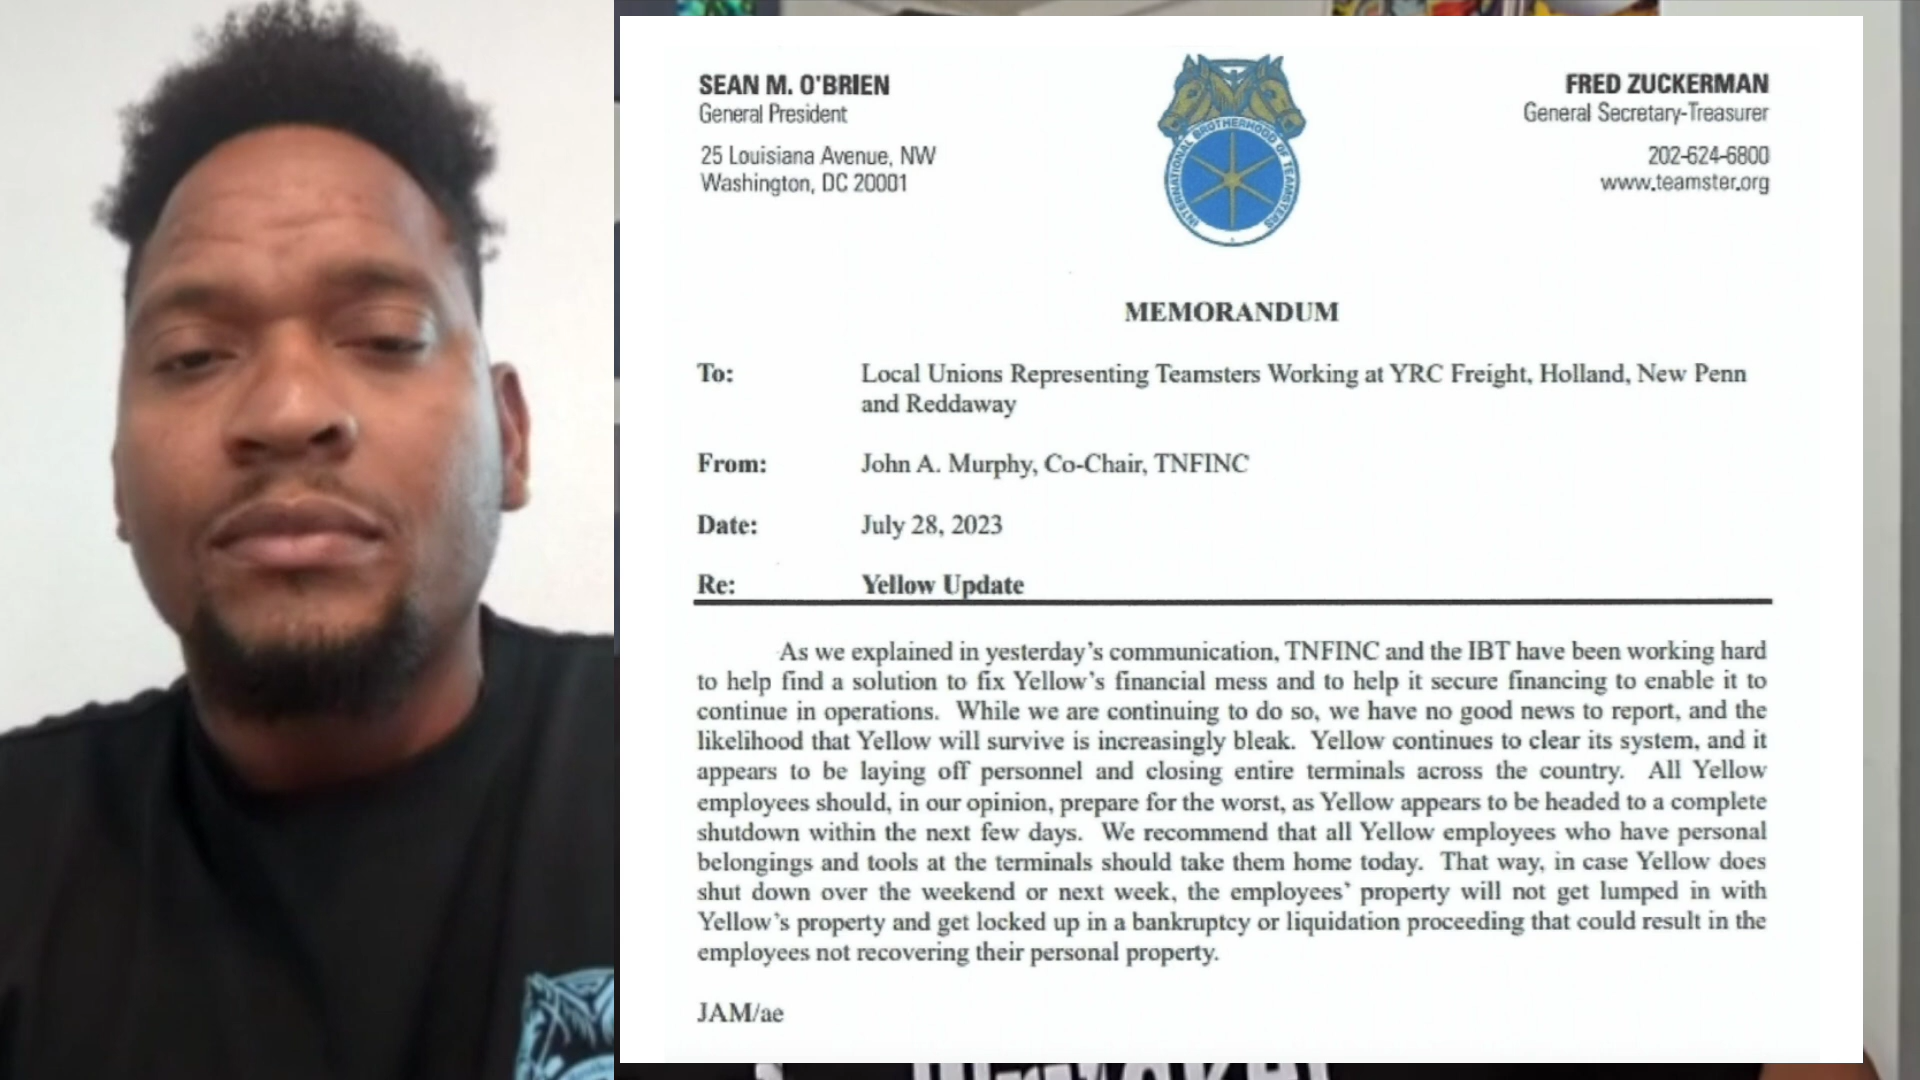 SEAN M. O'BRIEN
General President
25 Louisiana Avenue, NW
Washington, DC 20001
INTERNATIONAL BROTHERHOOD OF TEAMSTERS
FRED ZUCKERMAN
General Secretary-Treasurer
202-624-6800
www.teamster.org
MEMORANDUM
To: Local Unions Representing Teamsters Working at YRC Freight, Holland, New Penn
and Reddaway
From: John A. Murphy, Co-Chair, TNFINC
Date: July 28, 2023
Re: Yellow Update
As we explained in yesterday's communication, TNFINC and the IBT have been working hard
to help find a solution to fix Yellow's financial mess and to help it secure financing to enable it to
continue in operations. While we are continuing to do so, we have no good news to report, and the
likelihood that Yellow will survive is increasingly bleak. Yellow continues to clear its system, and it
appears to be laying off personnel and closing entire terminals across the country. All Yellow
employees should, in our opinion, prepare for the worst, as Yellow appears to be headed to a complete
shutdown within the next few days. We recommend that all Yellow employees who have personal
belongings and tools at the terminals should take them home today. That way, in case Yellow does
shut down over the weekend or next week, the employees' property will not get lumped in with
Yellow's property and get locked up in a bankruptcy or liquidation proceeding that could result in the
employees not recovering their personal property.
JAM/ae